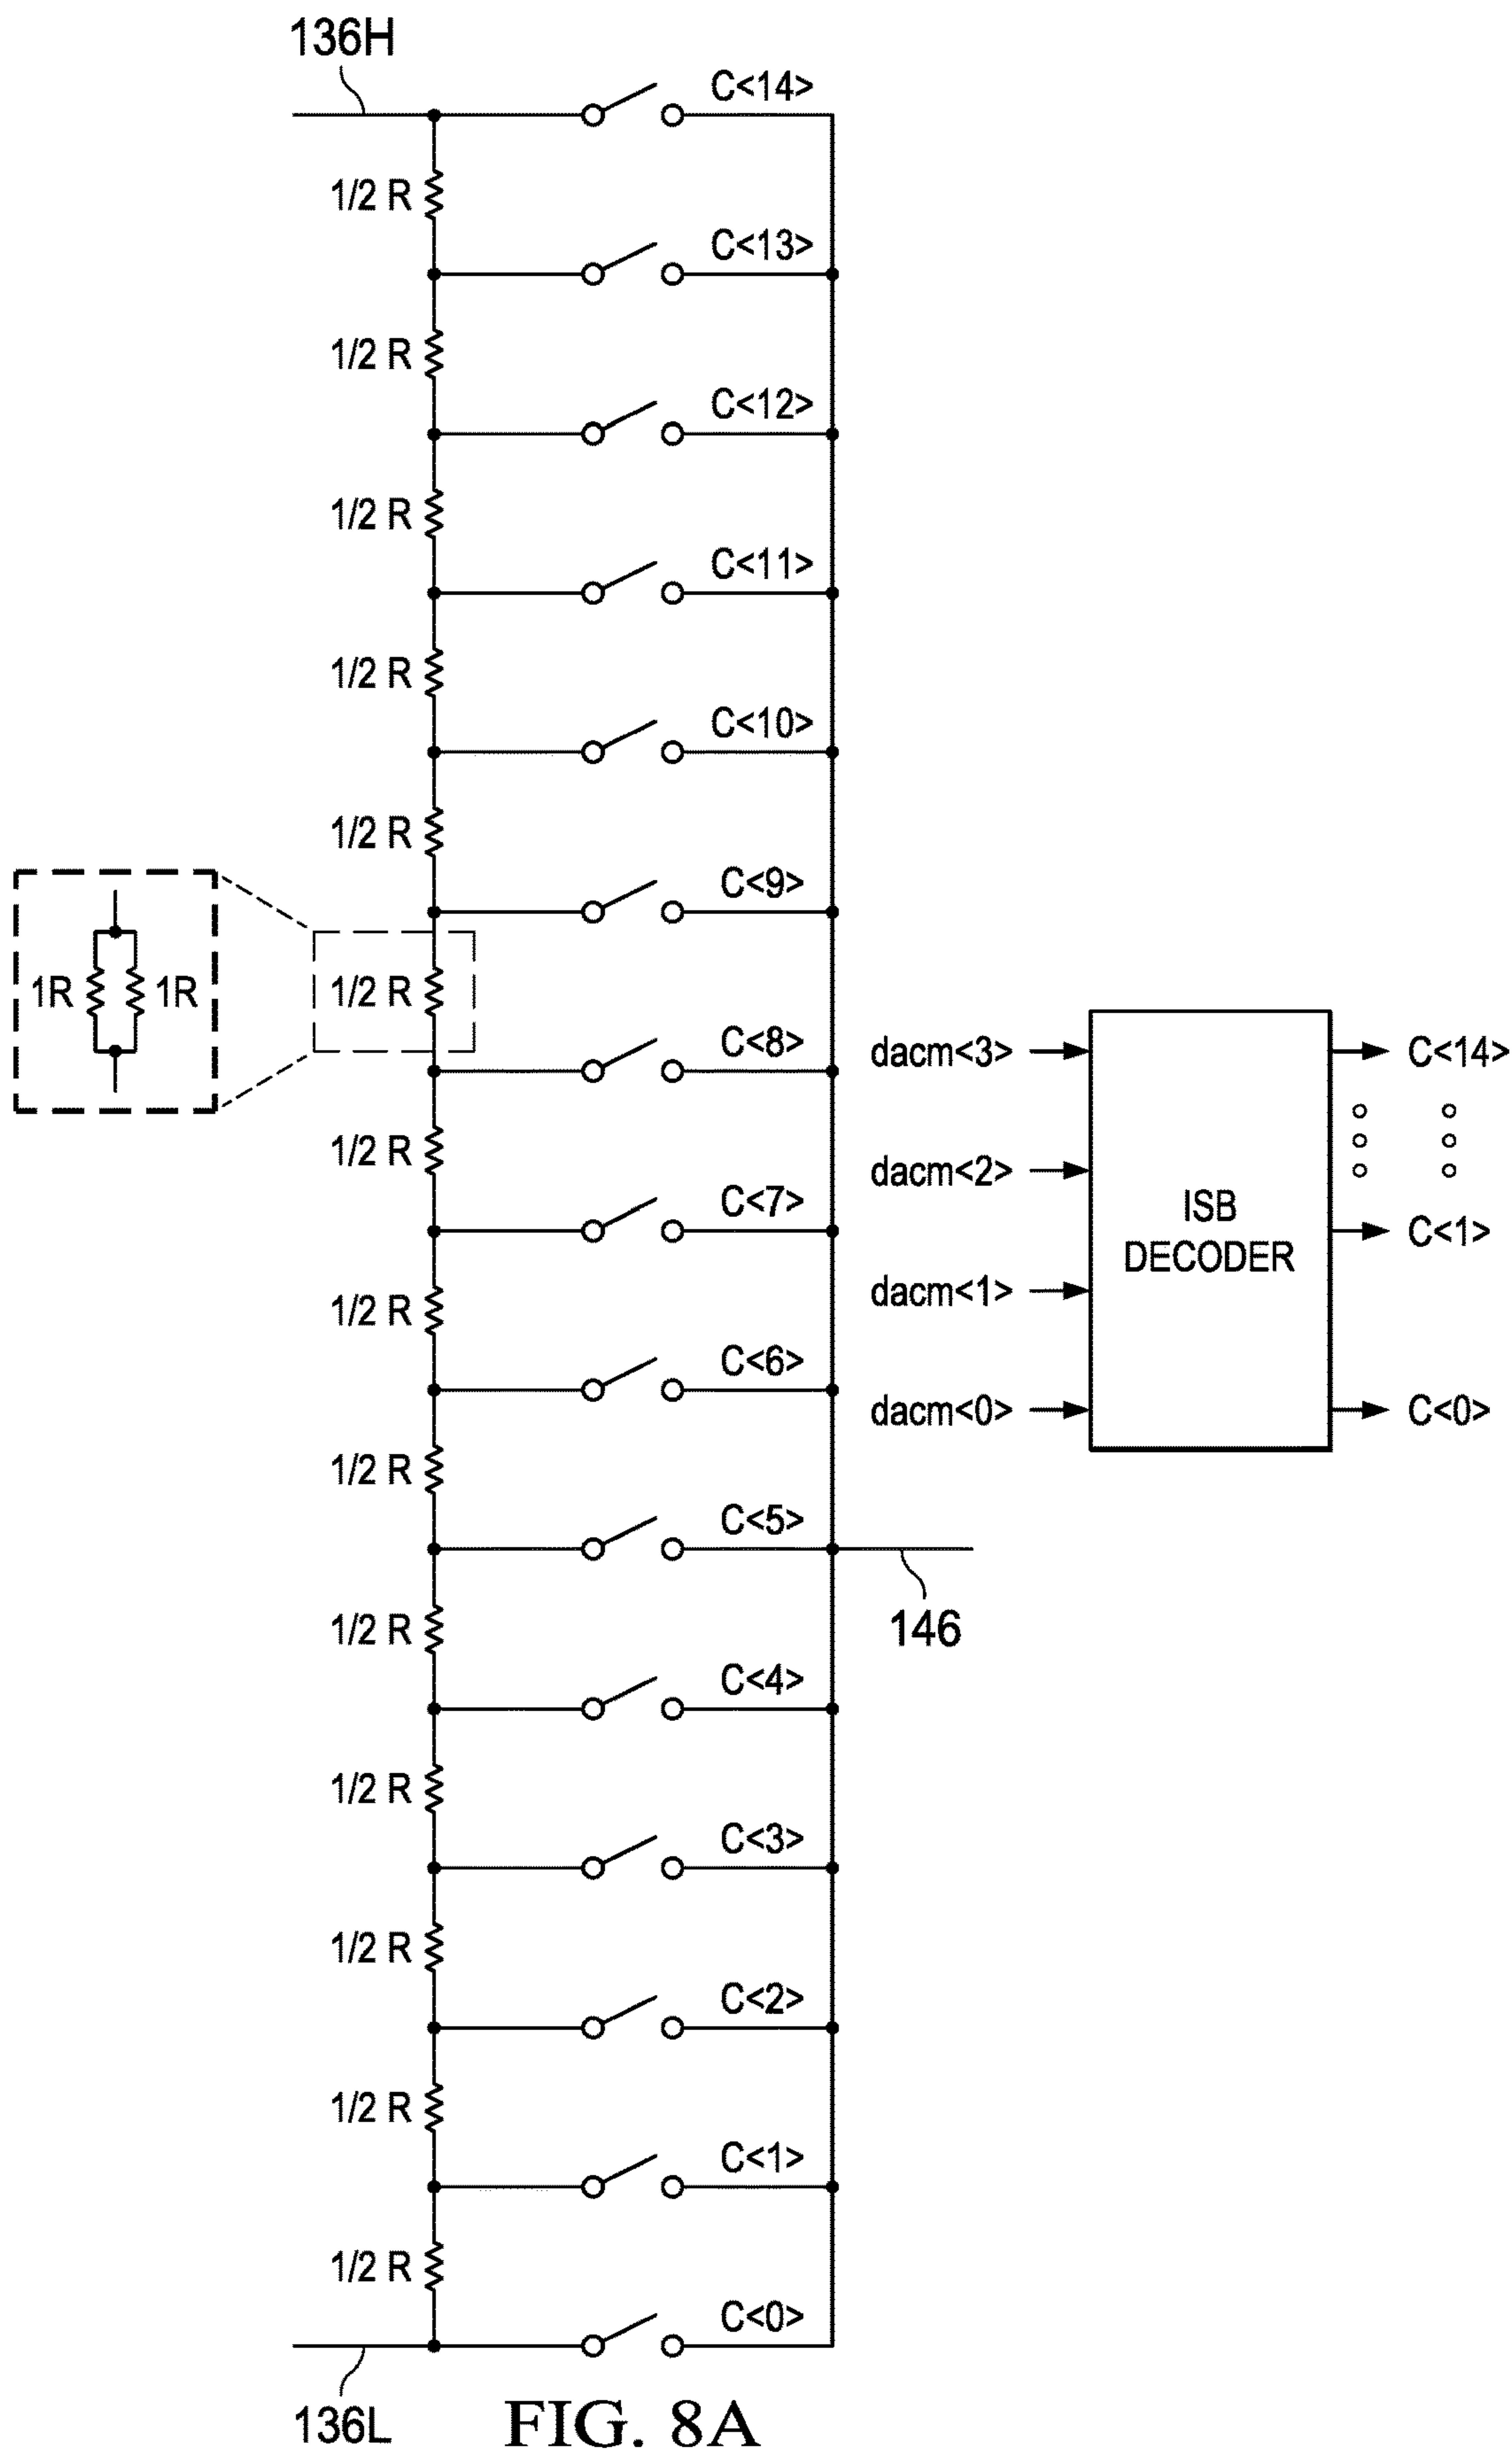 136H
C<14>
1/2 R
C<13>
1/2 R
C<12>
1/2 R
C<11>
1/2 R
C<10>
1/2 R
C<9>
1R 1R
1/2 R
C<8>
1/2 R
C<7>
1/2 R
C<6>
1/2 R
C<5>
146
1/2 R
C<4>
1/2 R
C<3>
1/2 R
C<2>
1/2 R
C<1>
1/2 R
C<0>
136L
dacm<3>
dacm<2>
dacm<1>
dacm<0>
ISB
DECODER
C<14>
C<1>
C<0>
FIG. 8A